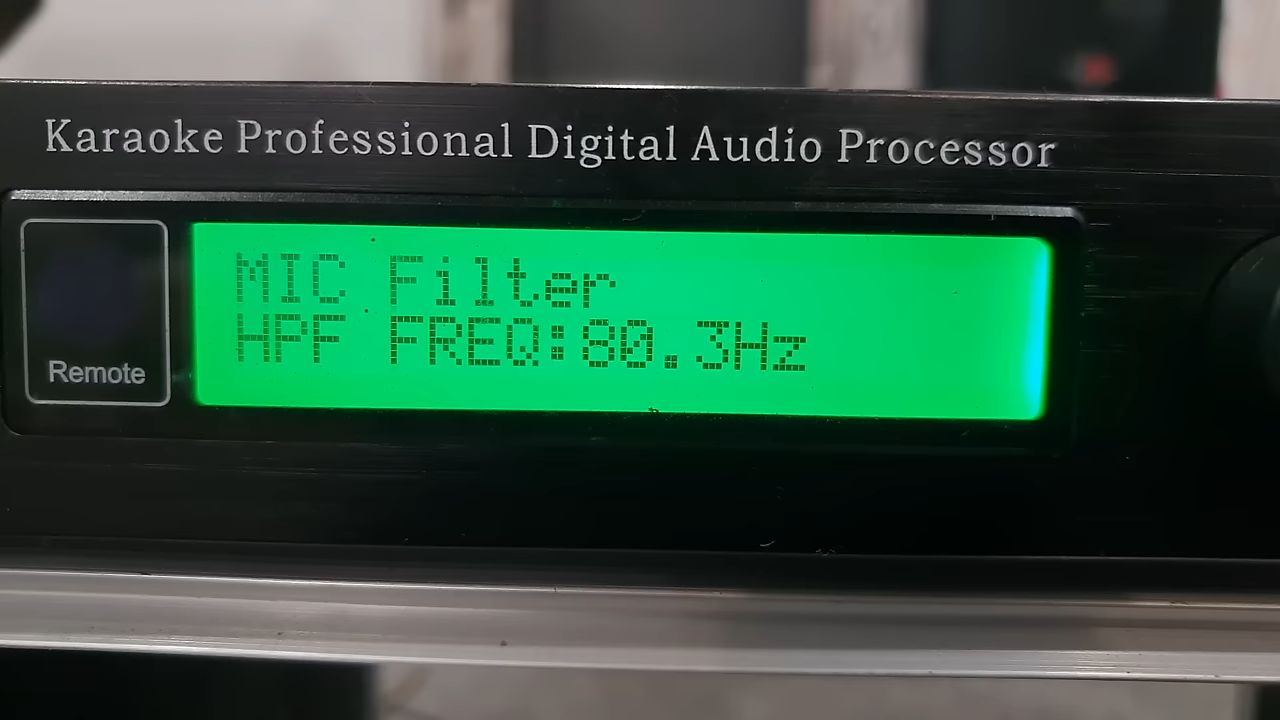 Karaoke Professional Digital Audio Processor
Remote
MIC Filter
HPF FREQ:80.3Hz